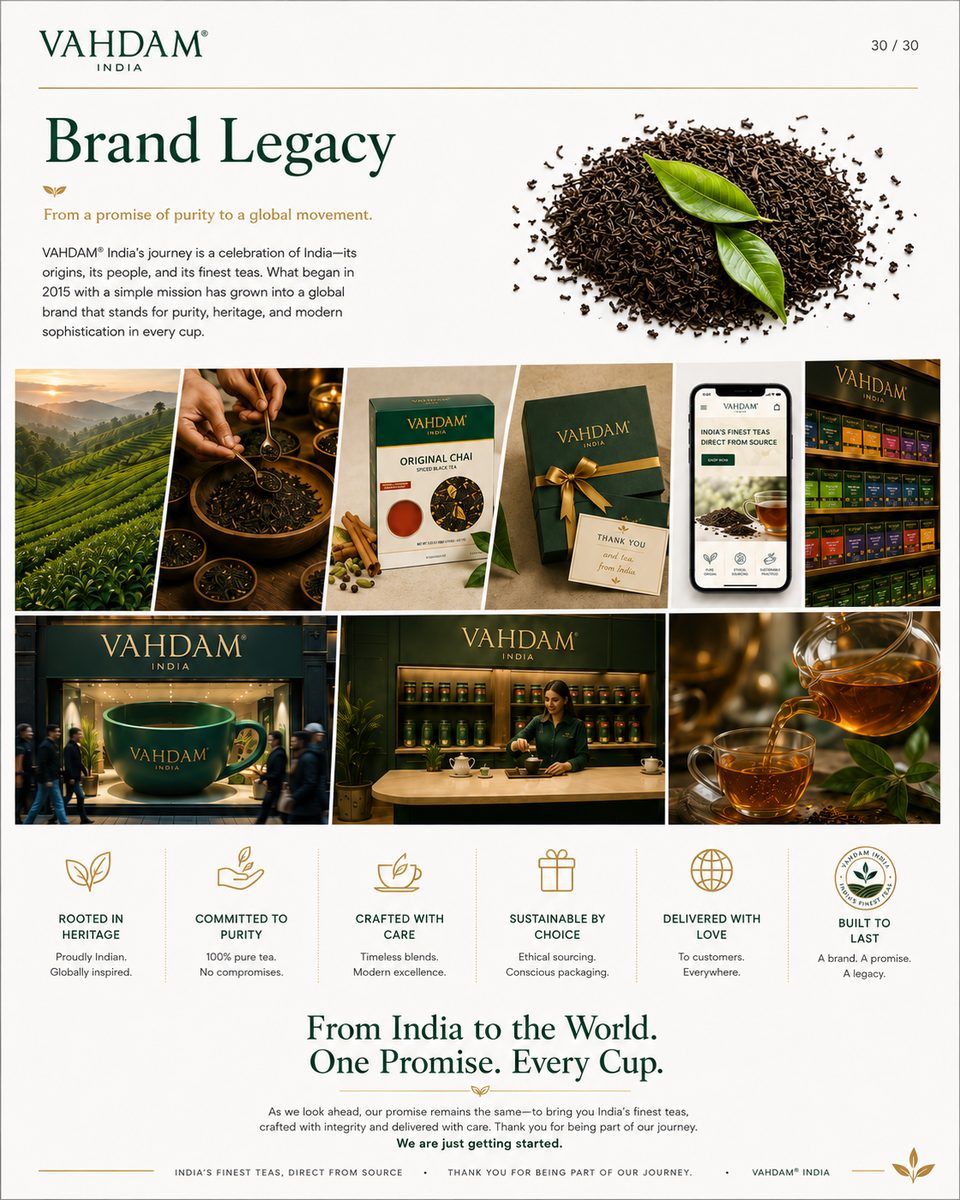 VAHDAM®
INDIA
30 / 30
Brand Legacy
From a promise of purity to a global movement.
VAHDAM® India's journey is a celebration of India—its
origins, its people, and its finest teas. What began in
2015 with a simple mission has grown into a global
brand that stands for purity, heritage, and modern
sophistication in every cup.
VAHDAM
INDIA
ORIGINAL CHAI
SPICED BLACK TEA
VAHDAM®
INDIA
THANK YOU
and tea,
from India
VAHDAM
INDIA
INDIA'S FINEST TEAS
DIRECT FROM SOURCE
SHOP NOW
PURE
ORIGIN
ETHICAL
SOURCING
SUSTAINABLE
PRACTICES
VAHDAM®
INDIA
VAHDAM®
INDIA
VAHDAM®
INDIA
VAHDAM®
INDIA
ROOTED IN
HERITAGE
Proudly Indian.
Globally inspired.
COMMITTED TO
PURITY
100% pure tea.
No compromises.
CRAFTED WITH
CARE
Timeless blends.
Modern excellence.
SUSTAINABLE BY
CHOICE
Ethical sourcing.
Conscious packaging.
DELIVERED WITH
LOVE
To customers.
Everywhere.
VAHDAM INDIA
INDIA'S FINEST TEAS
BUILT TO
LAST
A brand. A promise.
A legacy.
From India to the World.
One Promise. Every Cup.
As we look ahead, our promise remains the same—to bring you India's finest teas,
crafted with integrity and delivered with care. Thank you for being part of our journey.
We are just getting started.
INDIA'S FINEST TEAS, DIRECT FROM SOURCE • THANK YOU FOR BEING PART OF OUR JOURNEY. • VAHDAM® INDIA